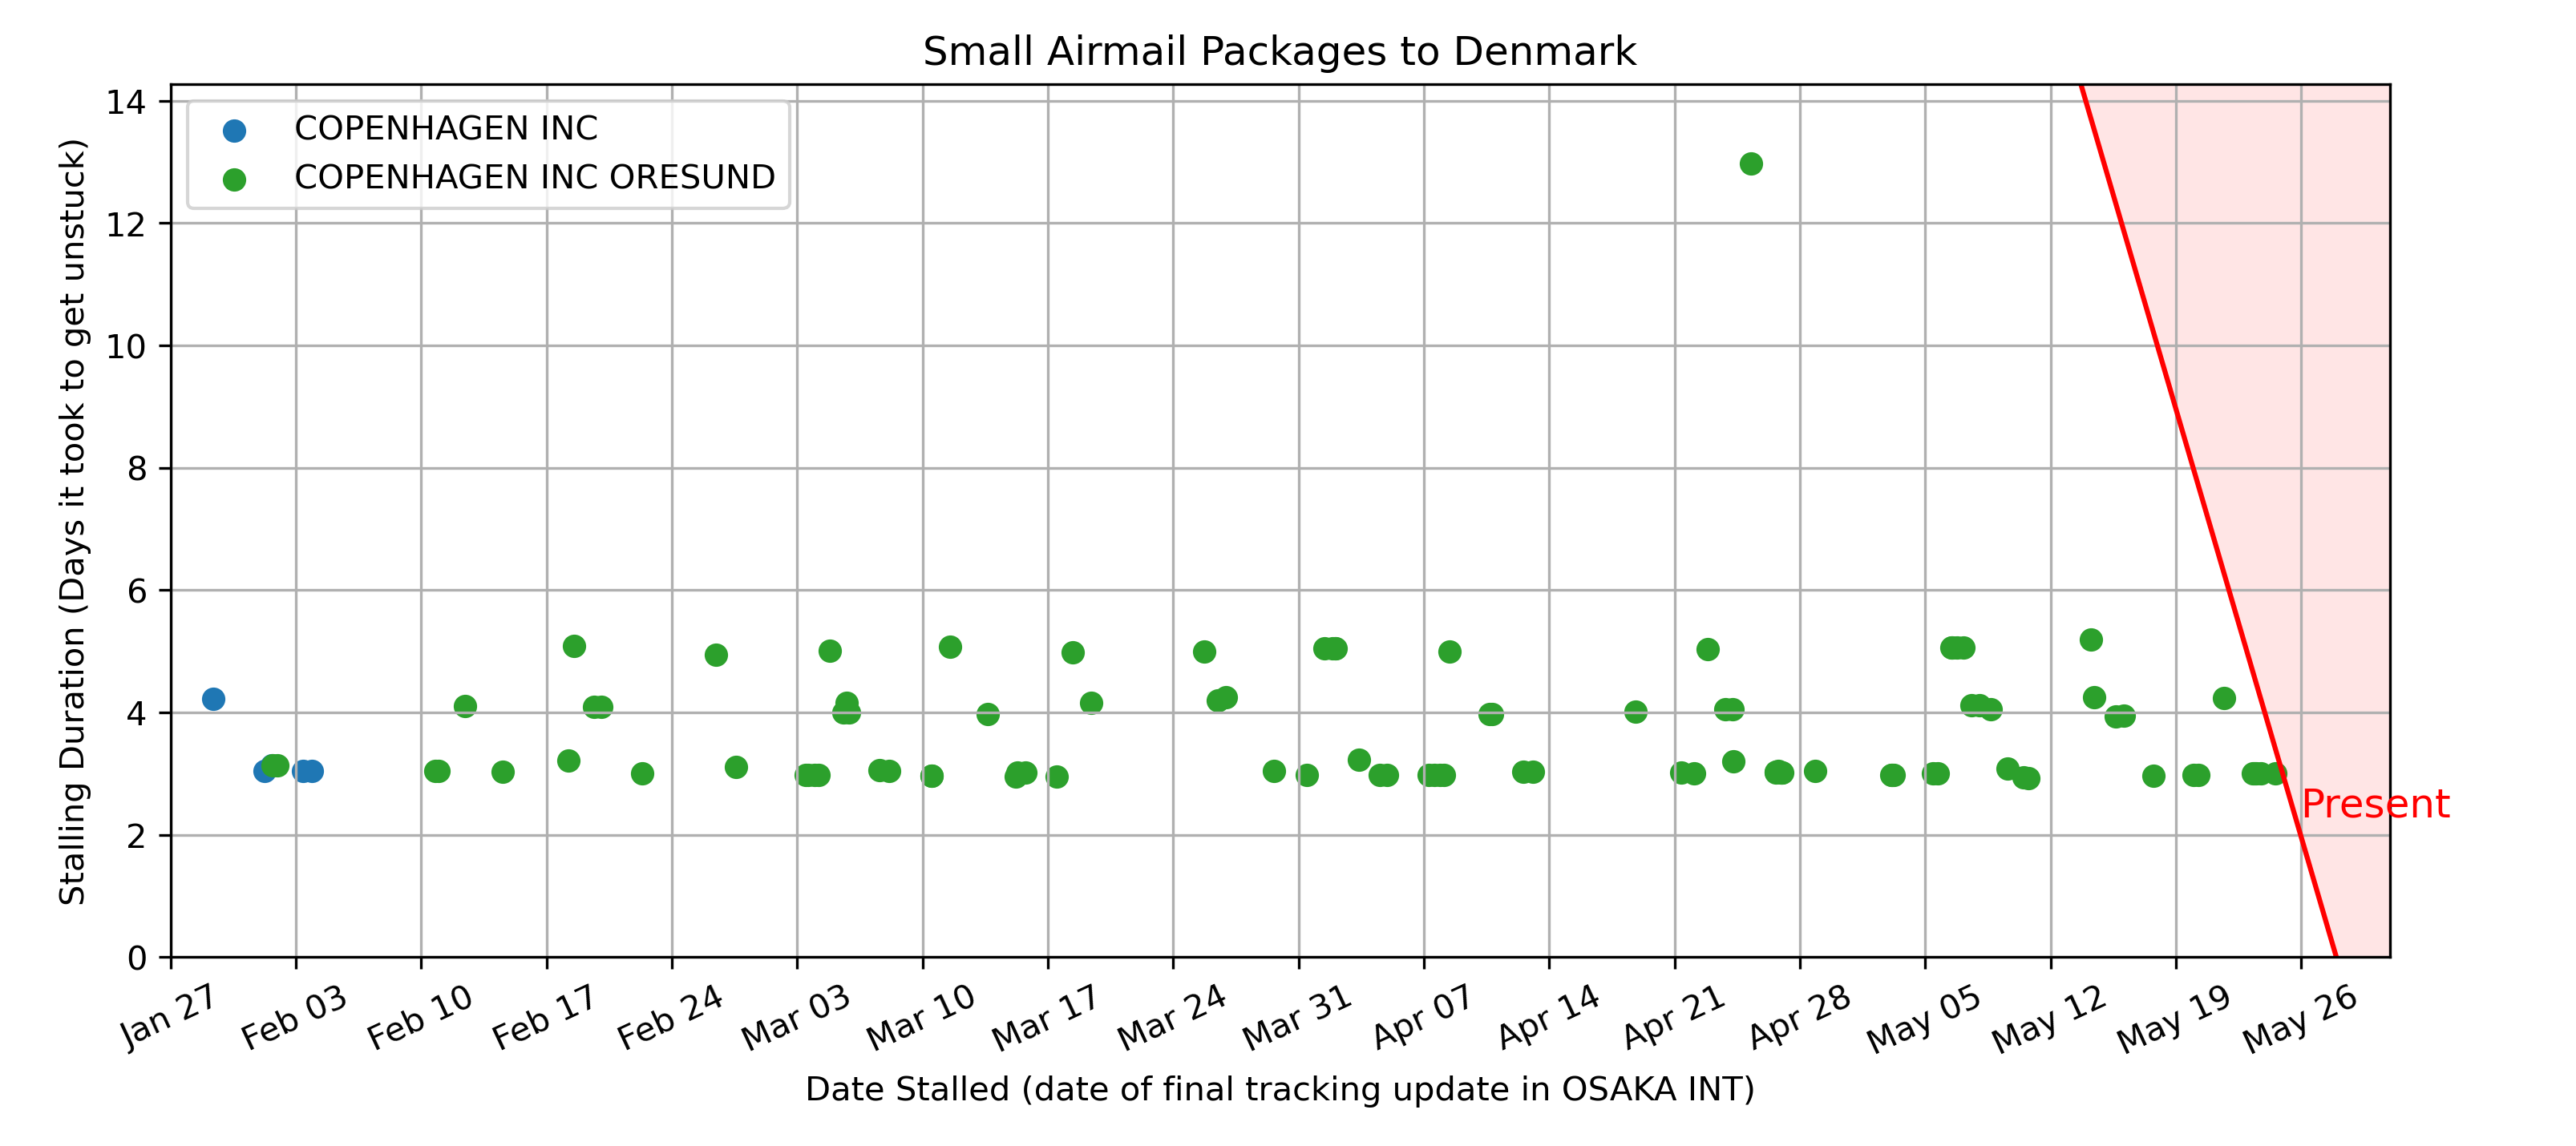 Small Airmail Packages to Denmark
COPENHAGEN INC
COPENHAGEN INC ORESUND
Stalling Duration (Days it took to get unstuck)
14
12
10
8
6
4
2
0
Present
Jan 27
Feb 03
Feb 10
Feb 17
Feb 24
Mar 03
Mar 10
Mar 17
Mar 24
Mar 31
Apr 07
Apr 14
Apr 21
Apr 28
May 05
May 12
May 19
May 26
Date Stalled (date of final tracking update in OSAKA INT)